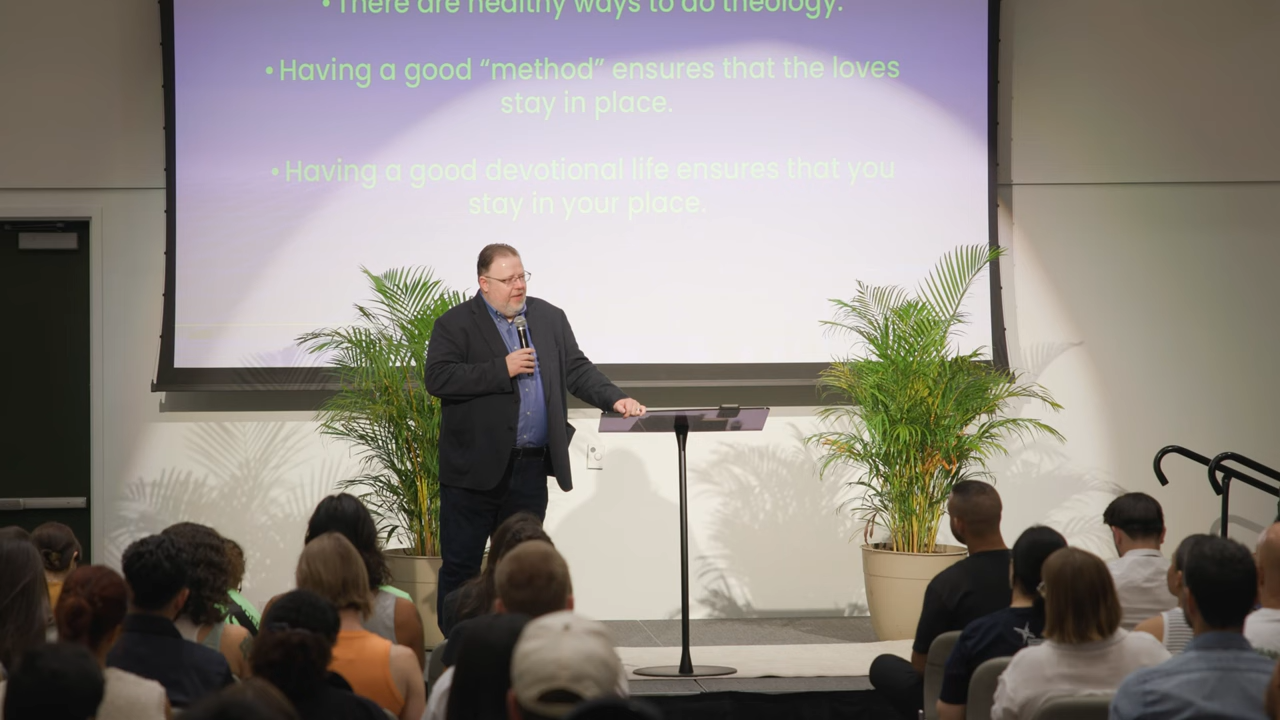 • There are healthy ways to do theology.
• Having a good “method” ensures that the loves
stay in place.
• Having a good devotional life ensures that you
stay in your place.